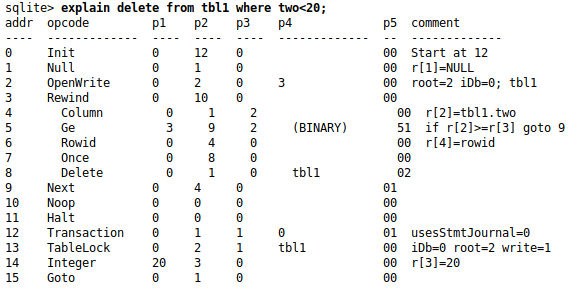 sqlite> explain delete from tbl1 where two<20;
addr  opcode         p1    p2    p3    p4             p5  comment
----  -------------  ----  ----  ----  -------------  --  -------------
0     Init           0     12    0                    00  Start at 12
1     Null           0     1     0                    00  r[1]=NULL
2     OpenWrite      0     2     0     3              00  root=2 iDb=0; tbl1
3     Rewind         0     10    0                    00
4       Column         0     1     2                    00  r[2]=tbl1.two
5       Ge             3     9     2     (BINARY)       51  if r[2]>=r[3] goto 9
6       Rowid          0     4     0                    00  r[4]=rowid
7       Once           0     8     0                    00
8       Delete         0     1     0     tbl1           02
9     Next           0     4     0                    01
10    Noop           0     0     0                    00
11    Halt           0     0     0                    00
12    Transaction    0     1     1     0              01  usesStmtJournal=0
13    TableLock      0     2     1     tbl1           00  iDb=0 root=2 write=1
14    Integer        20    3     0                    00  r[3]=20
15    Goto           0     1     0                    00